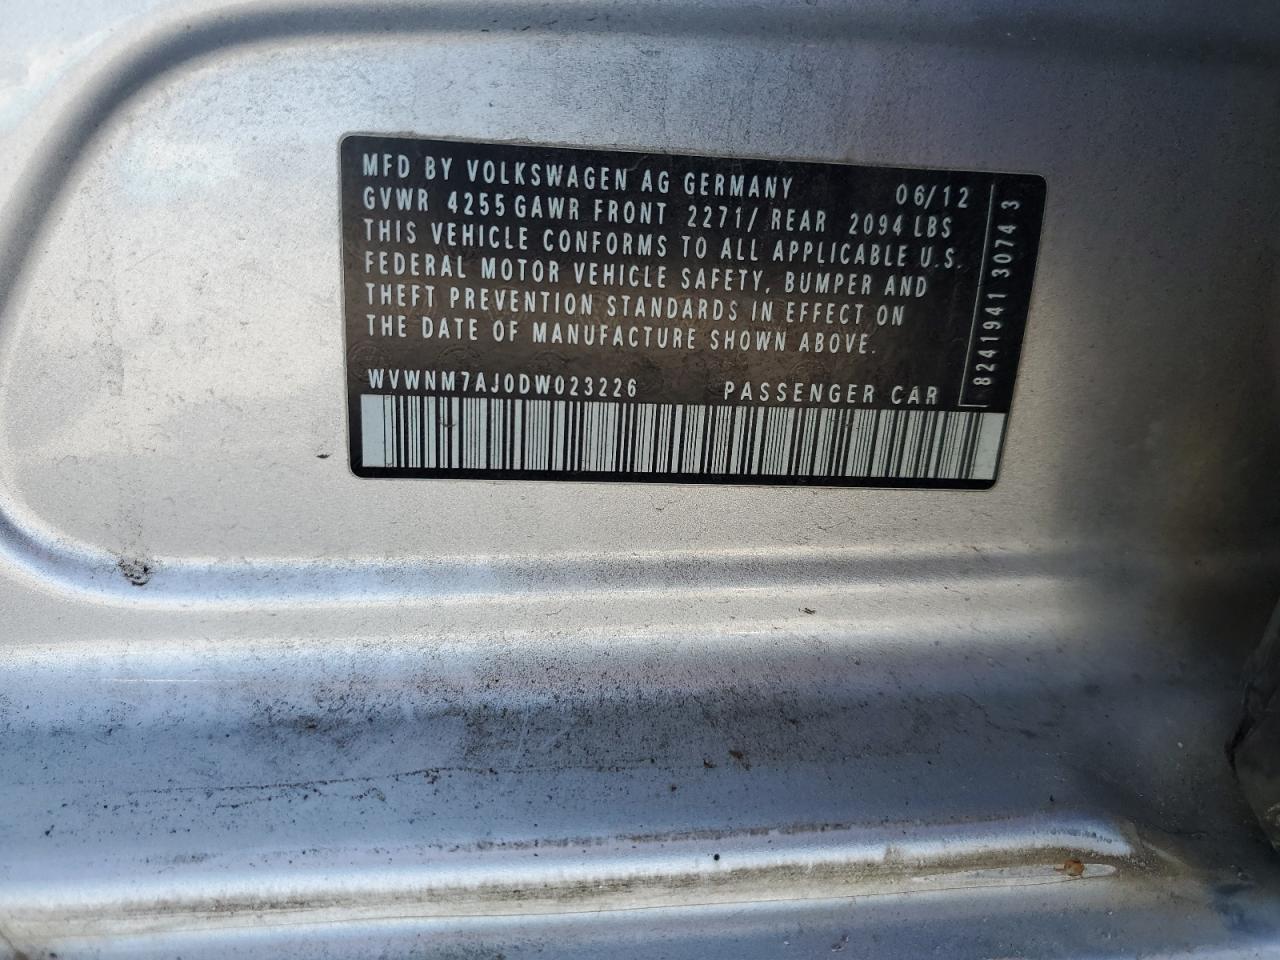 MFD BY VOLKSWAGEN AG GERMANY 06/12
GVWR 4255 GAWR FRONT 2271/ REAR 2094 LBS
THIS VEHICLE CONFORMS TO ALL APPLICABLE U.S.
FEDERAL MOTOR VEHICLE SAFETY, BUMPER AND
THEFT PREVENTION STANDARDS IN EFFECT ON
THE DATE OF MANUFACTURE SHOWN ABOVE.
WVWNM7AJ0DW023226 PASSENGER CAR
8241941 3074 3